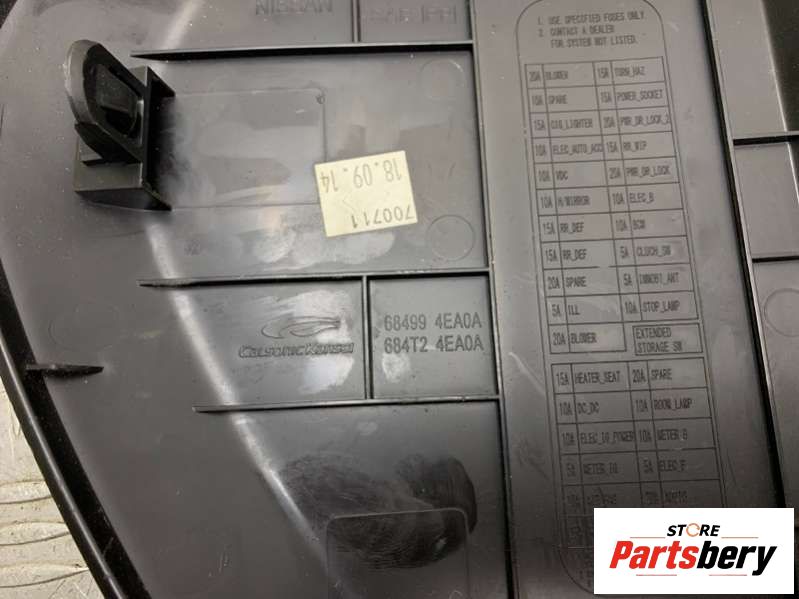 NISSAN
1. USE SPECIFIED FUSES ONLY.
2. CONTACT A DEALER
FOR SYSTEM NOT LISTED.
20A BLOWER 15A TURN_HAZ
10A SPARE 15A POWER_SOCKET
15A CIG_LIGHTER 20A PWR_DR_LOCK_2
10A ELEC_AUTO_ACC 15A RR_WIP
10A VDC 20A PWR_DR_LOCK
10A H/MIRROR 10A ELEC_B
15A RR_DEF 10A BCM
15A RR_DEF 5A CLUCH_SW
20A SPARE 5A IMMOBI_ANT
5A ILL 10A STOP_LAMP
20A BLOWER EXTENDED
STORAGE SW
15A HEATER_SEAT 20A SPARE
10A DC_DC 10A ROOM_LAMP
10A ELEC_IG_POWER 10A METER_B
5A METER_IG 5A ELEC_B
10A
18.09.14
700711
CalsonicKansei
68499 4EA0A
684T2 4EA0A
STORE
Partsbery